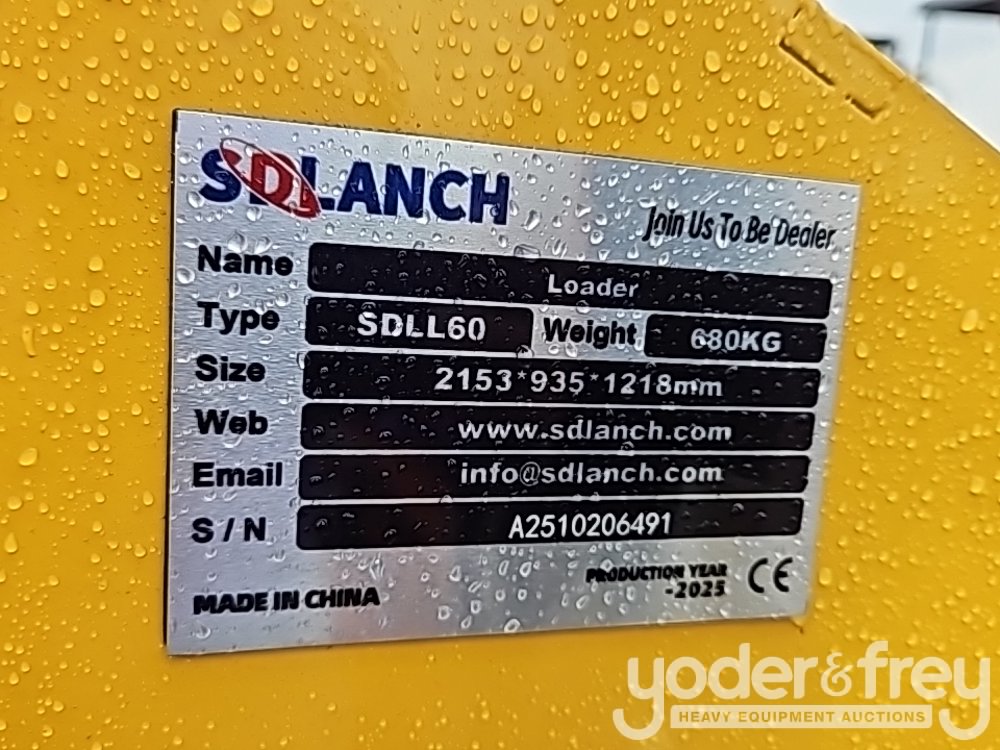 SDLANCH
Join Us To Be Dealer
Name Loader
Type SDLL60 Weight 680KG
Size 2153*935*1218mm
Web www.sdlanch.com
Email info@sdlanch.com
S/N A2510206491
MADE IN CHINA
PRODUCTION YEAR
-2025 CE
yoder&frey
HEAVY EQUIPMENT AUCTIONS